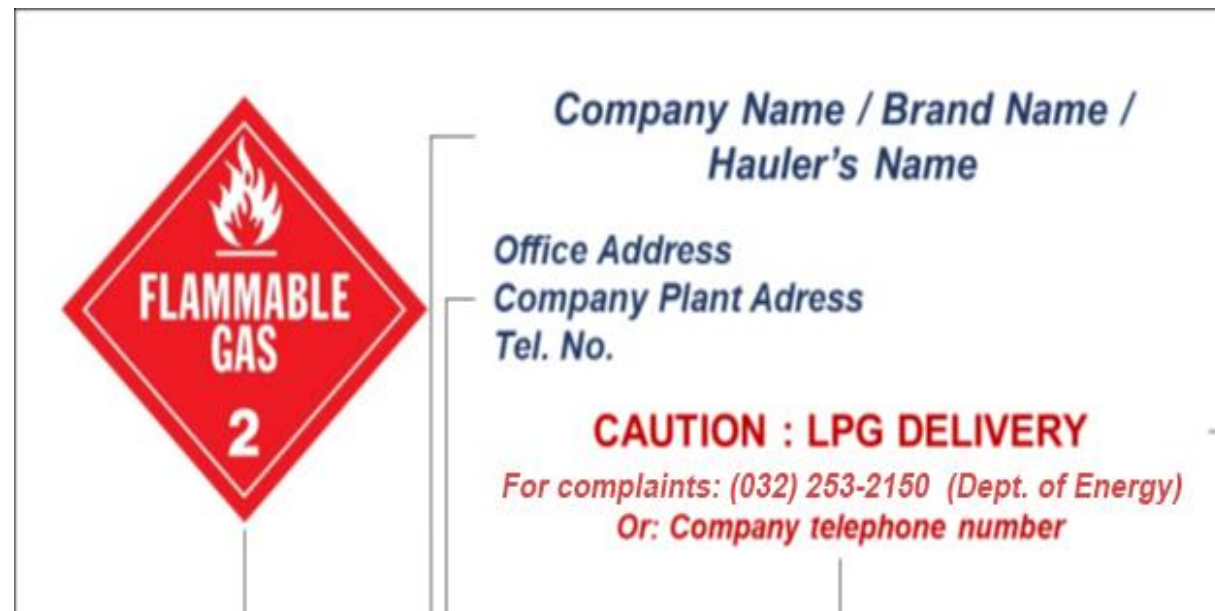 FLAMMABLE
GAS
2
Company Name / Brand Name /
Hauler's Name
Office Address
Company Plant Adress
Tel. No.
CAUTION : LPG DELIVERY
For complaints: (032) 253-2150 (Dept. of Energy)
Or: Company telephone number